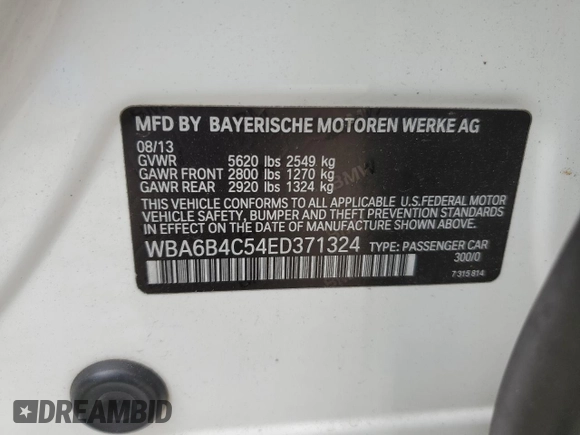 MFD BY BAYERISCHE MOTOREN WERKE AG
08/13
GVWR 5620 lbs 2549 kg
GAWR FRONT 2800 lbs 1270 kg
GAWR REAR 2920 lbs 1324 kg
THIS VEHICLE CONFORMS TO ALL APPLICABLE U.S.FEDERAL MOTOR
VEHICLE SAFETY, BUMPER AND THEFT PREVENTION STANDARDS
IN EFFECT ON THE DATE OF MANUFACTURE SHOWN ABOVE.
WBA6B4C54ED371324 TYPE: PASSENGER CAR
300/0
7 315 814
DREAMBID